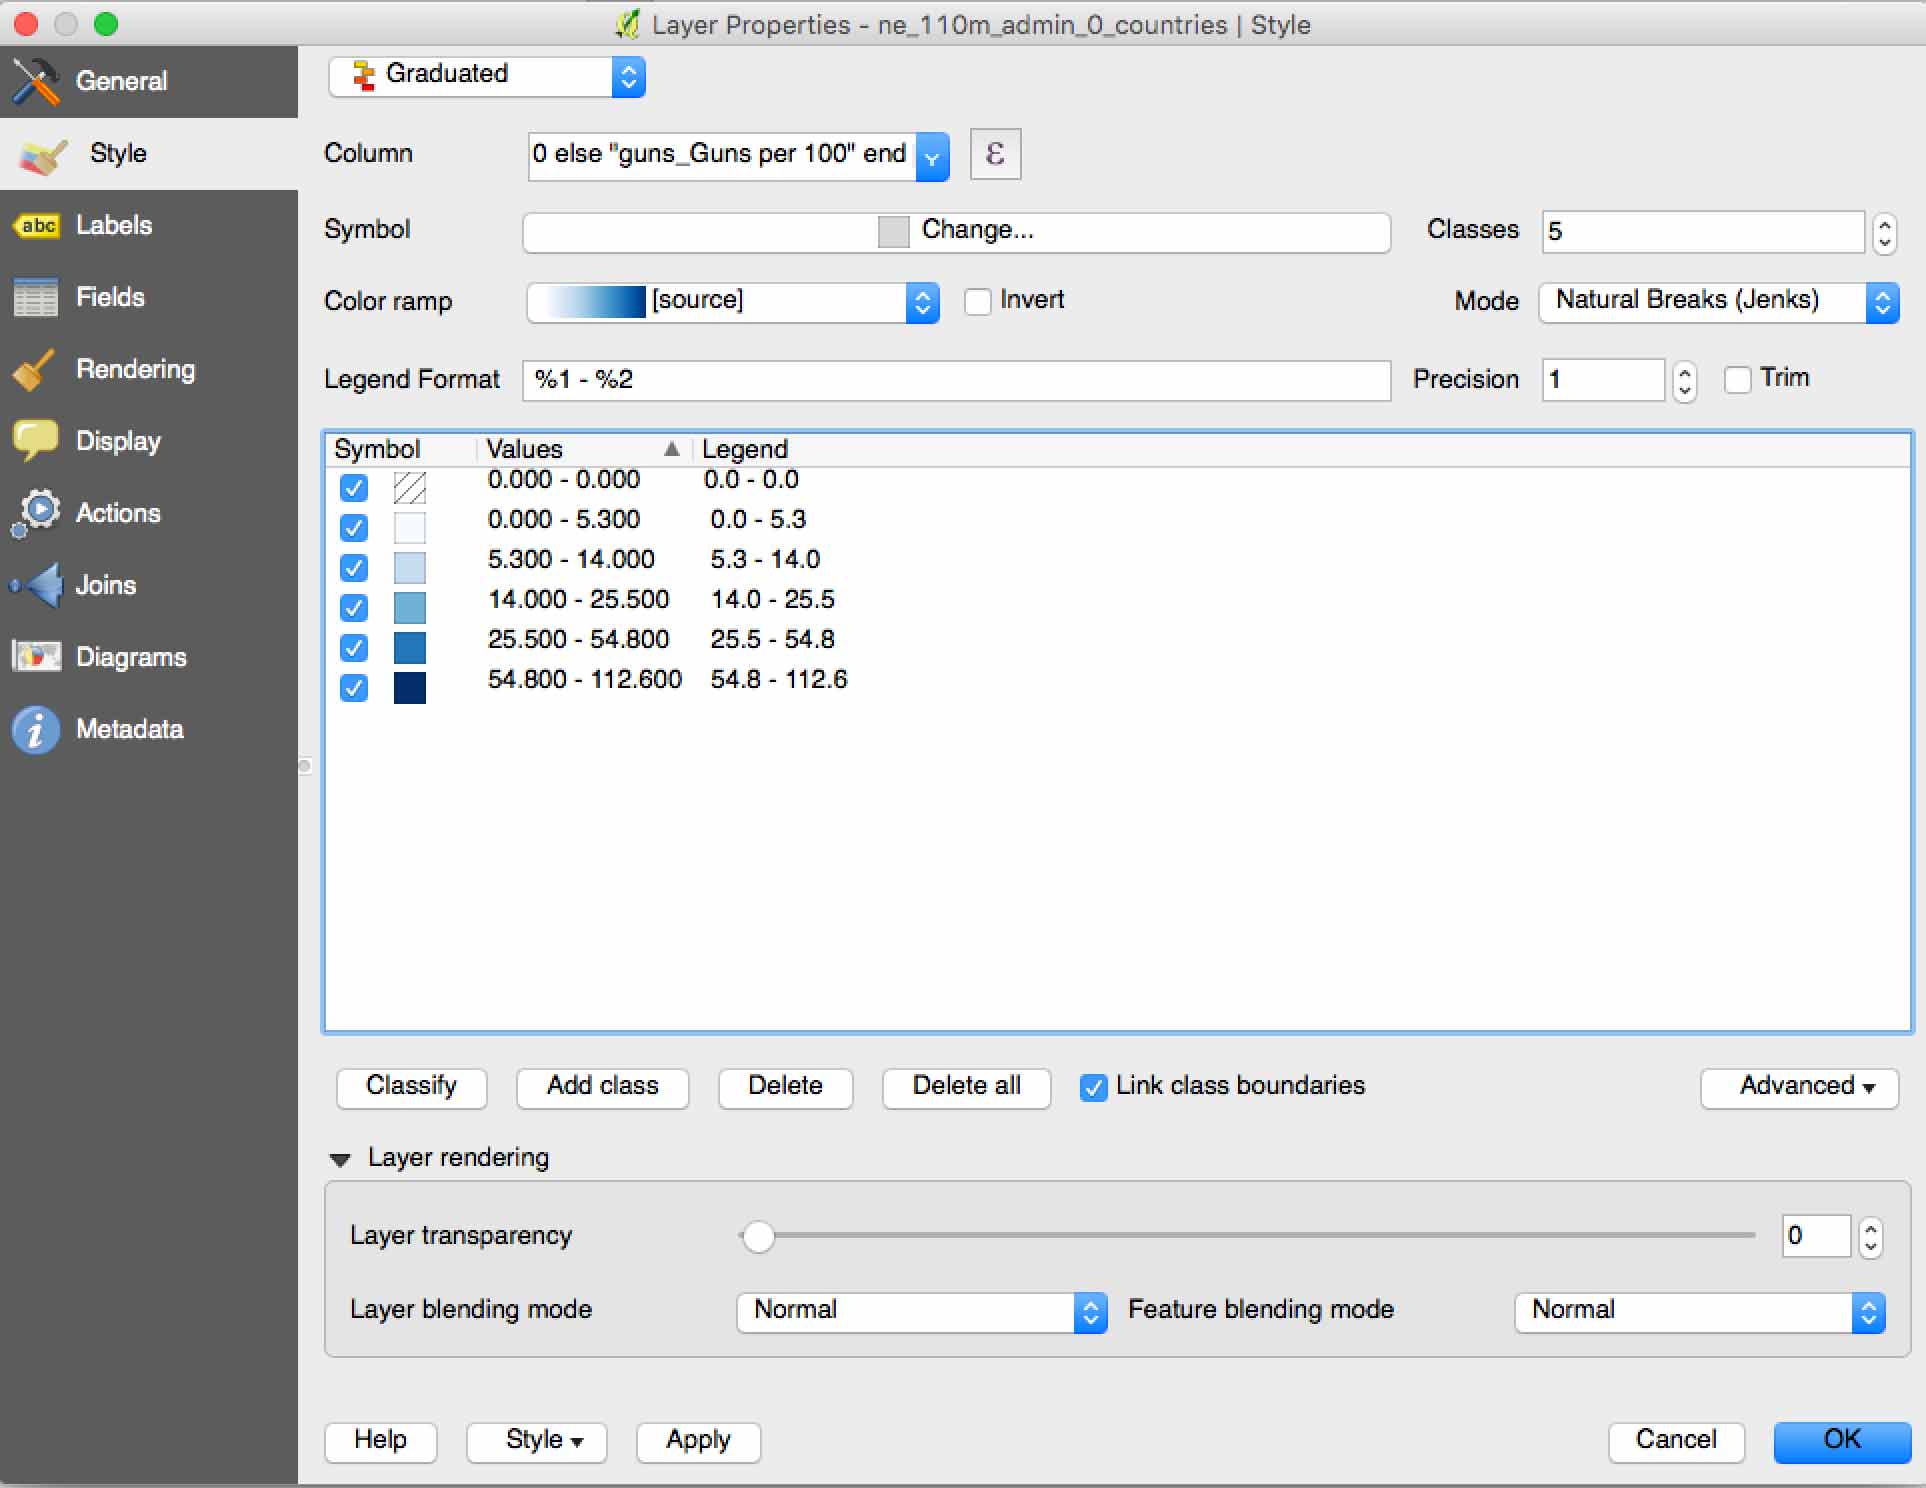 Layer Properties - ne_110m_admin_0_countries | Style
General
Style
Labels
Fields
Rendering
Display
Actions
Joins
Diagrams
Metadata
Graduated
Column 0 else "guns_Guns per 100" end ε
Symbol Change... Classes 5
Color ramp [source] Invert Mode Natural Breaks (Jenks)
Legend Format %1 - %2 Precision 1 Trim
Symbol Values Legend
0.000 - 0.000 0.0 - 0.0
0.000 - 5.300 0.0 - 5.3
5.300 - 14.000 5.3 - 14.0
14.000 - 25.500 14.0 - 25.5
25.500 - 54.800 25.5 - 54.8
54.800 - 112.600 54.8 - 112.6
Classify Add class Delete Delete all Link class boundaries Advanced
Layer rendering
Layer transparency 0
Layer blending mode Normal Feature blending mode Normal
Help Style Apply Cancel OK
abc